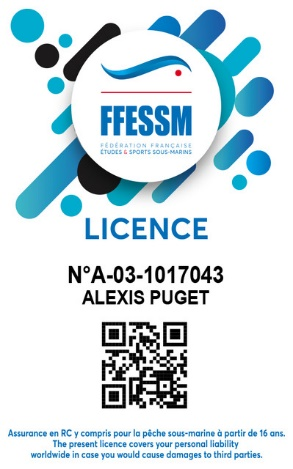 FFESSM
FÉDÉRATION FRANÇAISE
ÉTUDES & SPORTS SOUS-MARINS
LICENCE
N°A-03-1017043
ALEXIS PUGET
Assurance en RC y compris pour la pêche sous-marine à partir de 16 ans.
The present licence covers your personal liability
worldwide in case you would cause damages to third parties.